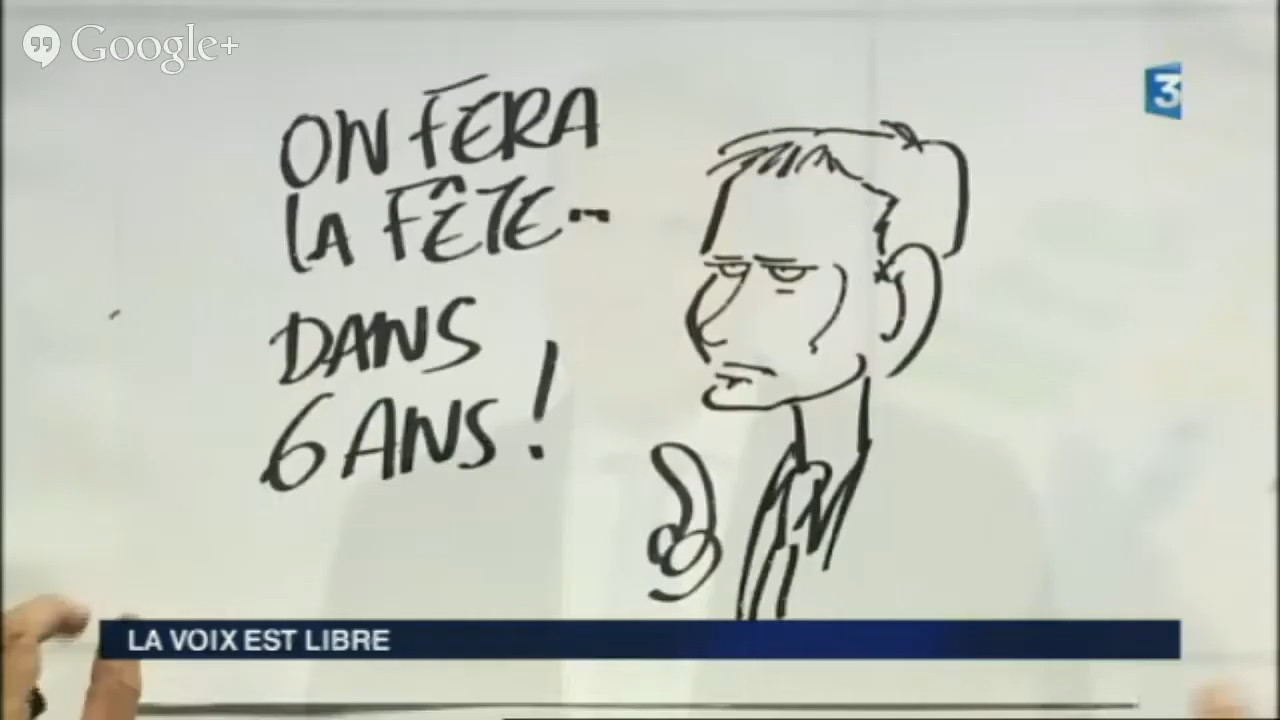 Google+
3
ON FERA
LA FÊTE..
DANS
6 ANS !
LA VOIX EST LIBRE